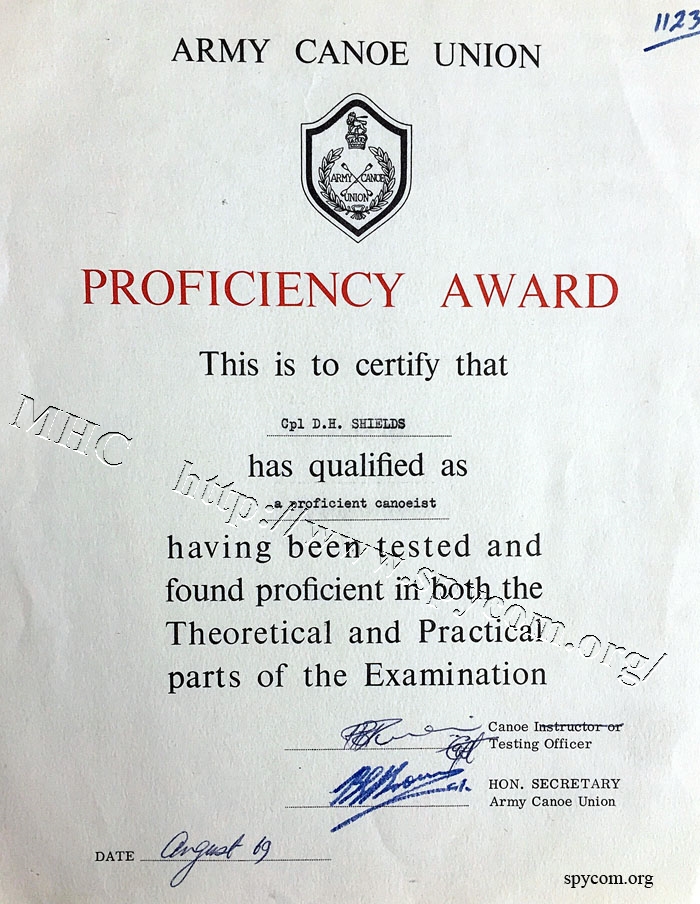 1123
ARMY CANOE UNION
ARMY CANOE
UNION
PROFICIENCY AWARD
This is to certify that
Cpl D.H. SHIELDS
has qualified as
a proficient canoeist
having been tested and
found proficient in both the
Theoretical and Practical
parts of the Examination
MHC http://www.spycom.org/
Canoe Instructor or
Testing Officer
HON. SECRETARY
Army Canoe Union
DATE August 69
spycom.org